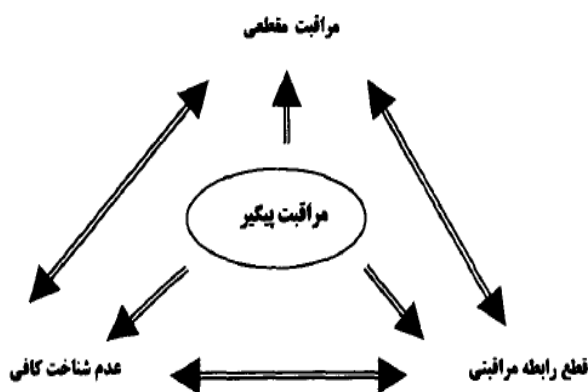 مراقبت مقطعی
مراقبت پیگیر
قطع رابطه مراقبتی
عدم شناخت کافی